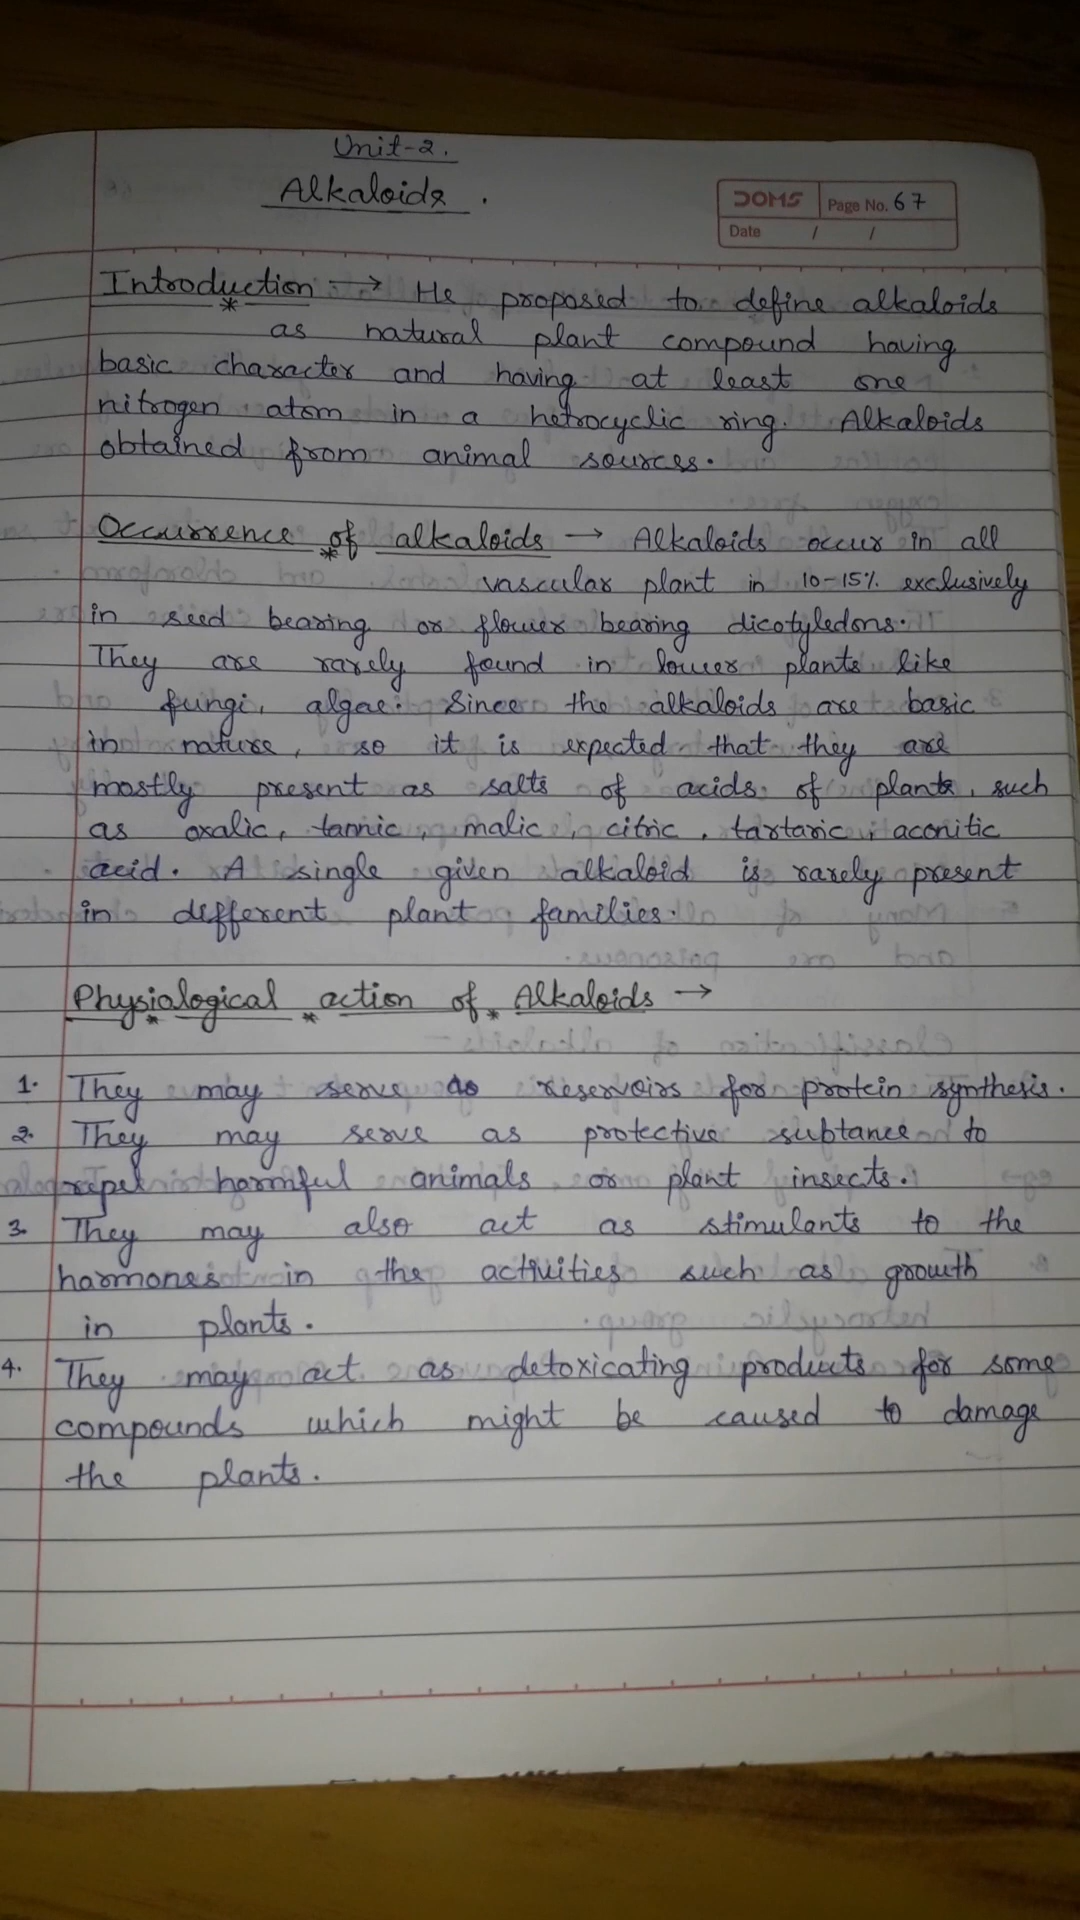 Unit-2.
Alkaloids.
DOMS Page No. 67
Date / /
Introduction → He proposed to define alkaloids
as natural plant compound having
basic character and having at least one
nitrogen atom in a hetrocyclic ring. Alkaloids
obtained from animal sources.
Occurrence of alkaloids → Alkaloids occur in all
vascular plant in 10-15% exclusively
in seed bearing or flower bearing dicotyledons.
They are rarely found in lower plants like
fungi, algae. Since the alkaloids are basic
in nature, so it is expected that they are
mostly present as salts of acids of plants, such
as oxalic, tannic, malic, citric, tartaric, aconitic
acid. A single given alkaloid is rarely present
in different plant families.
Physiological action of Alkaloids →
1. They may serve as reservoirs for protein synthesis.
2. They may serve as protective subtance to
repel harmful animals or plant insects.
3. They may also act as stimulants to the
harmones in the activities such as growth
in plants.
4. They may act as detoxicating products for some
compounds which might be caused to damage
the plants.